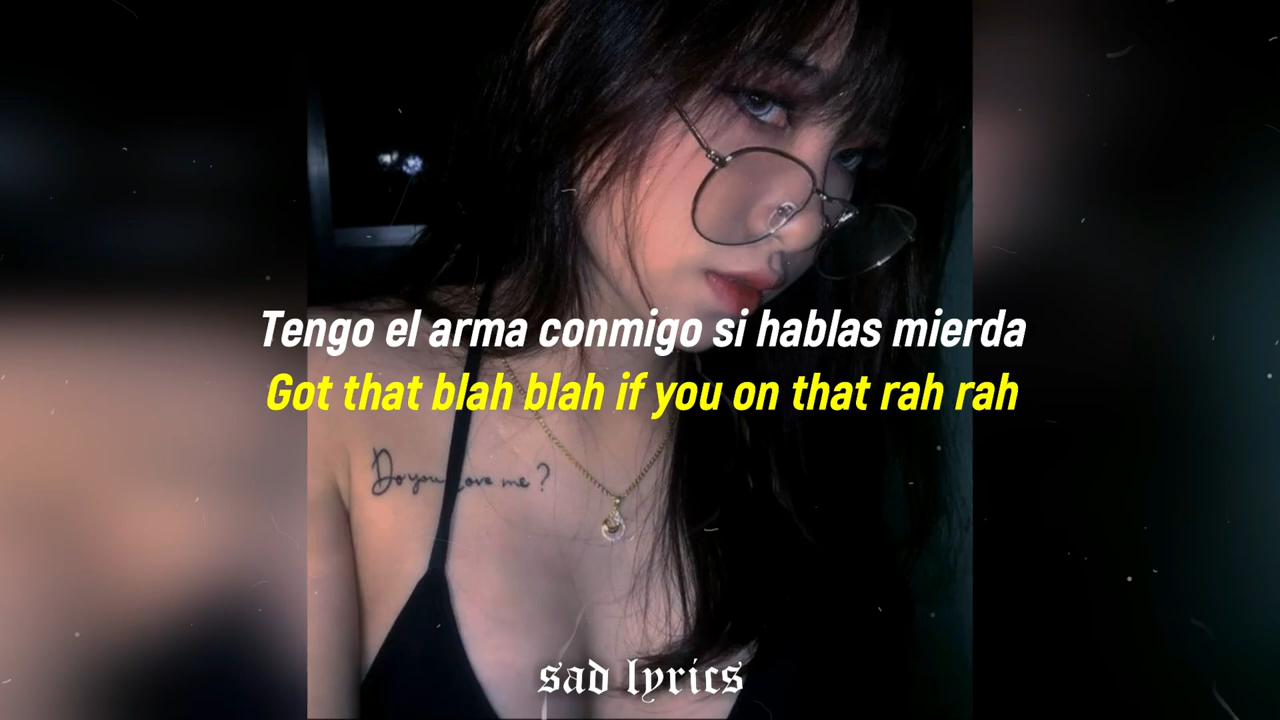 Tengo el arma conmigo si hablas mierda
Got that blah blah if you on that rah rah
Do you love me?
sad lyrics